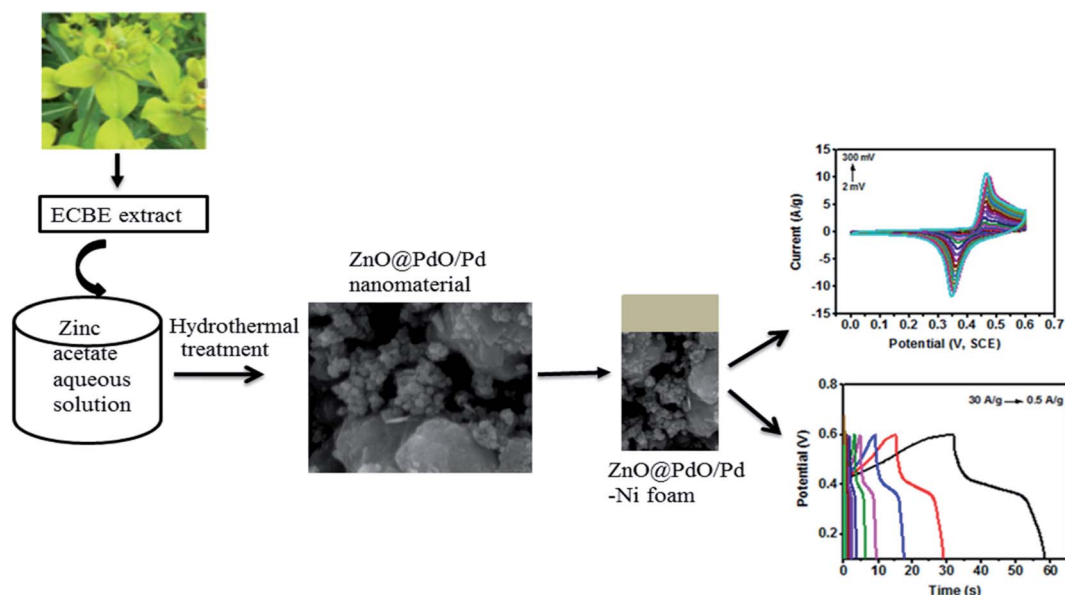 ECBE extract
Zinc
acetate
aqueous
solution
Hydrothermal
treatment
ZnO@PdO/Pd
nanomaterial
ZnO@PdO/Pd
-Ni foam
15
10
5
0
-5
-10
-15
Current (A/g)
300 mV
2 mV
0.0 0.1 0.2 0.3 0.4 0.5 0.6 0.7
Potential (V, SCE)
0.8
0.6
0.4
0.2
Potential (V)
30 A/g 0.5 A/g
0 10 20 30 40 50 60
Time (s)